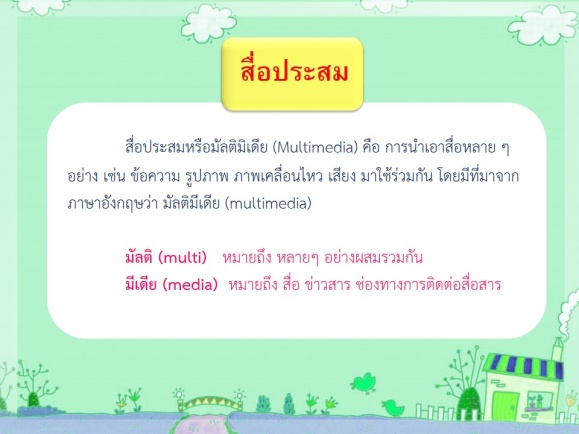 สื่อประสม
สื่อประสมหรือมัลติมิเดีย (Multimedia) คือ การนำเอาสื่อหลาย ๆ
อย่าง เช่น ข้อความ รูปภาพ ภาพเคลื่อนไหว เสียง มาใช้ร่วมกัน โดยมีที่มาจาก
ภาษาอังกฤษว่า มัลติมีเดีย (multimedia)
มัลติ (multi) หมายถึง หลายๆ อย่างผสมรวมกัน
มีเดีย (media) หมายถึง สื่อ ข่าวสาร ช่องทางการติดต่อสื่อสาร